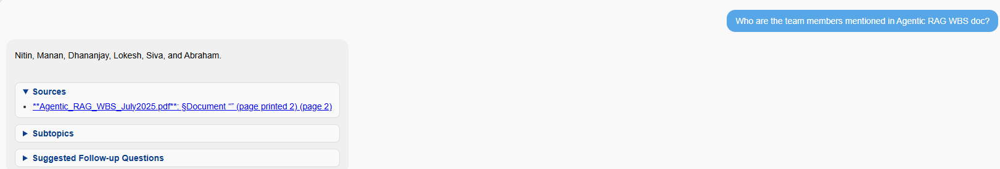 Who are the team members mentioned in Agentic RAG WBS doc?
Nitin, Manan, Dhananjay, Lokesh, Siva, and Abraham.
Sources
**Agentic_RAG_WBS_July2025.pdf**: §Document “” (page printed 2) (page 2)
Subtopics
Suggested Follow-up Questions